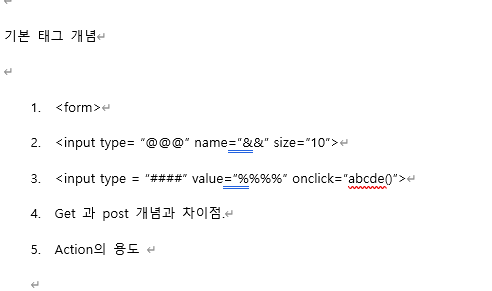 기본 태그 개념
1. <form>
2. <input type= “@@@” name=”&&” size=”10”>
3. <input type = “####” value=”%%%%” onclick=”abcde()”>
4. Get 과 post 개념과 차이점.
5. Action의 용도